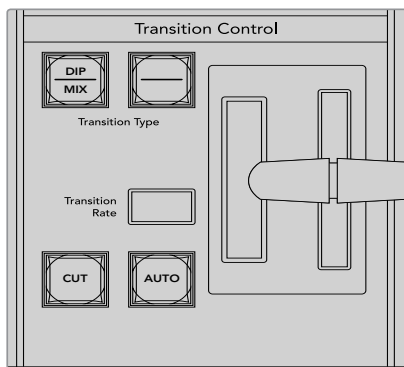 Transition Control
DIP
MIX
Transition Type
Transition
Rate
CUT
AUTO